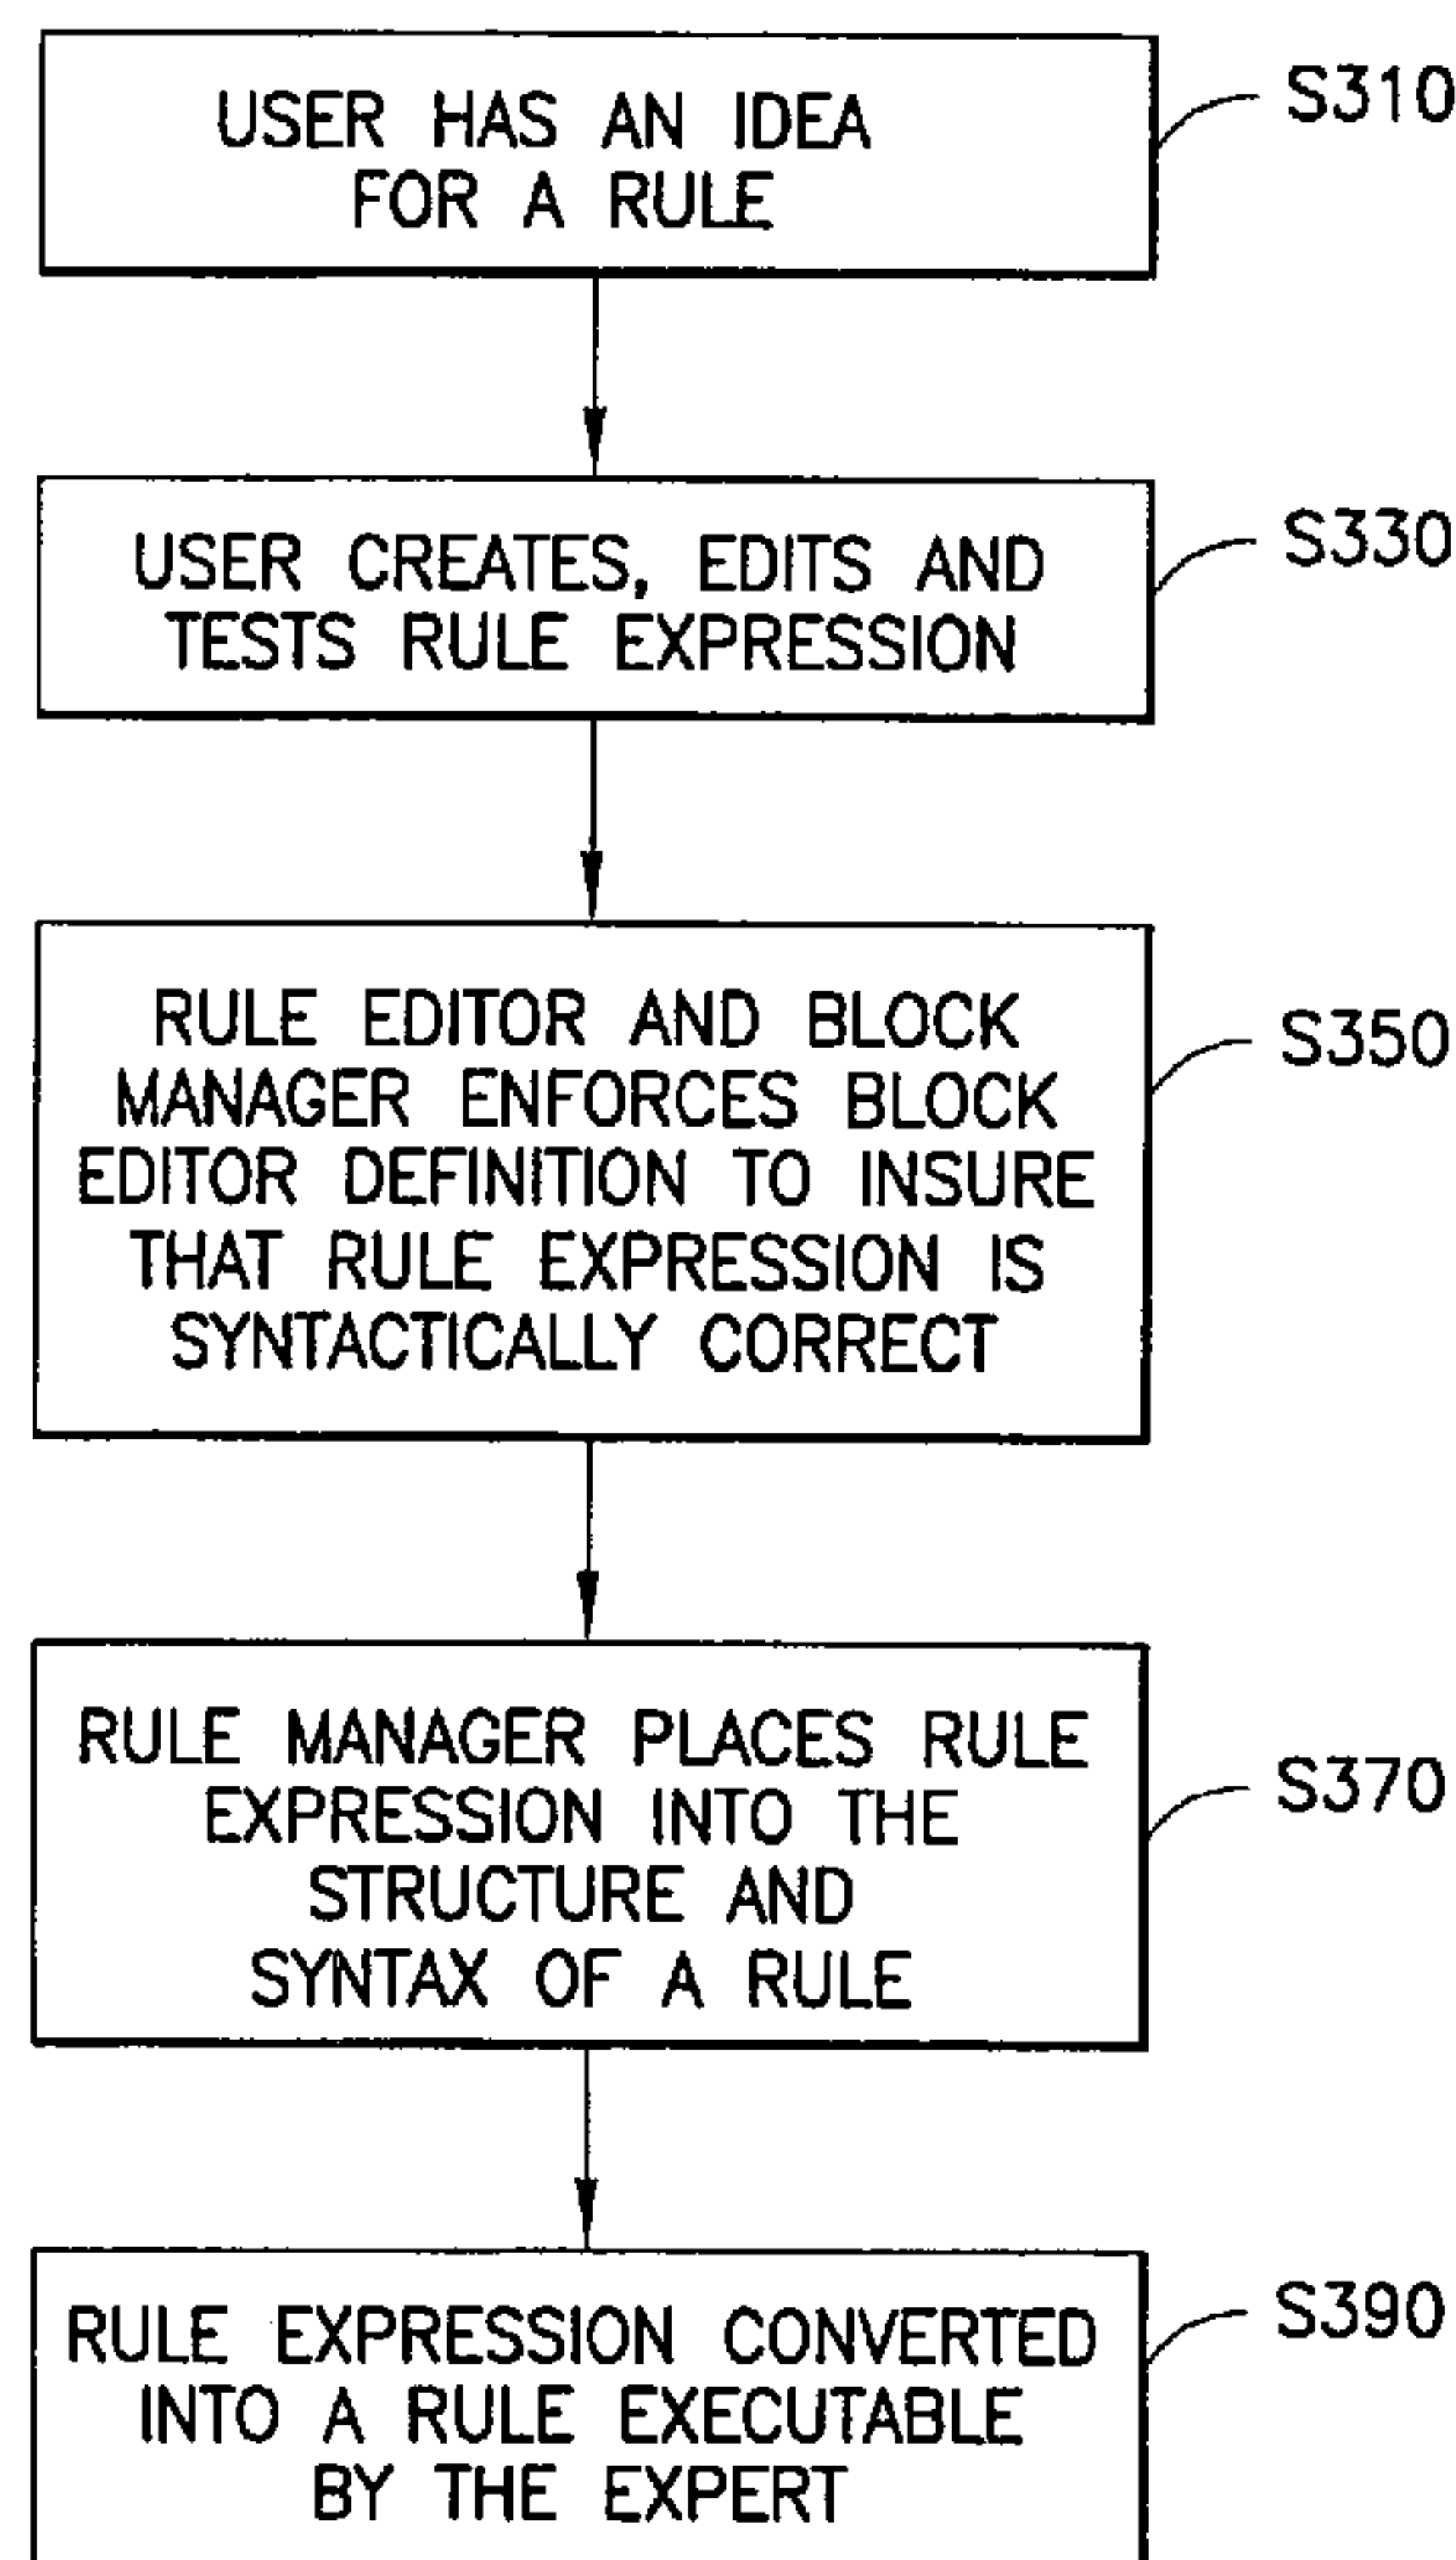 USER HAS AN IDEA
FOR A RULE
S310
USER CREATES, EDITS AND
TESTS RULE EXPRESSION
S330
RULE EDITOR AND BLOCK
MANAGER ENFORCES BLOCK
EDITOR DEFINITION TO INSURE
THAT RULE EXPRESSION IS
SYNTACTICALLY CORRECT
S350
RULE MANAGER PLACES RULE
EXPRESSION INTO THE
STRUCTURE AND
SYNTAX OF A RULE
S370
RULE EXPRESSION CONVERTED
INTO A RULE EXECUTABLE
BY THE EXPERT
S390